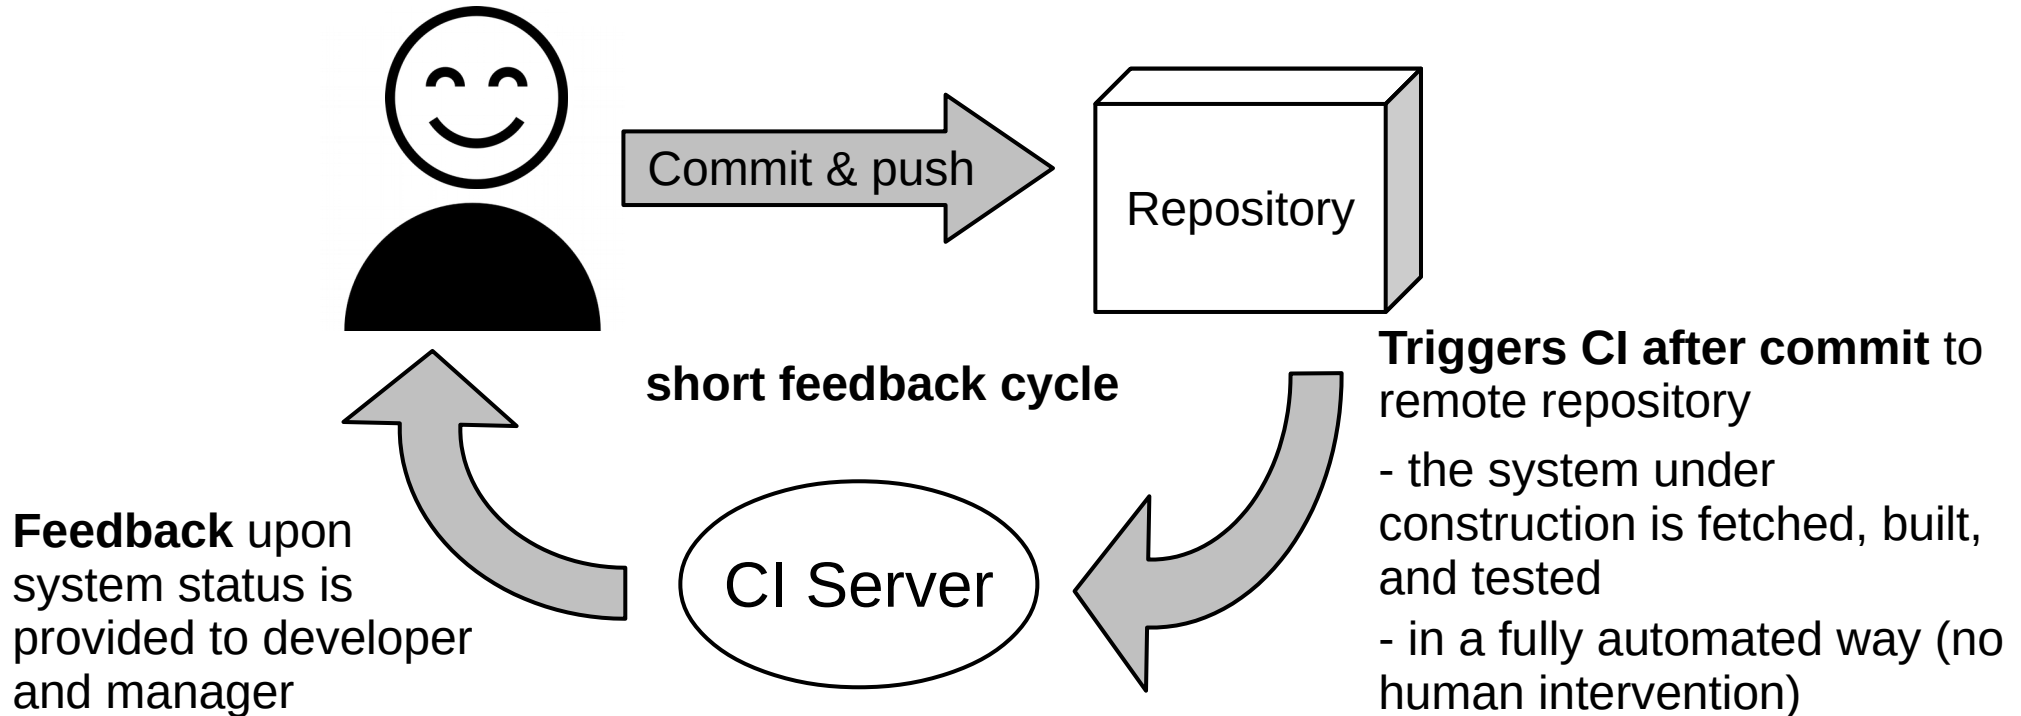 Commit & push
Repository
short feedback cycle
Triggers CI after commit to
remote repository
- the system under
construction is fetched, built,
and tested
- in a fully automated way (no
human intervention)
CI Server
Feedback upon
system status is
provided to developer
and manager